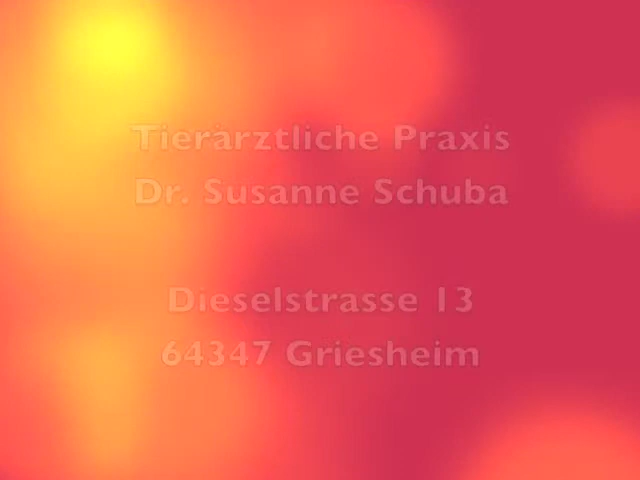 Tierärztliche Praxis
Dr. Susanne Schuba
Dieselstrasse 13
64347 Griesheim